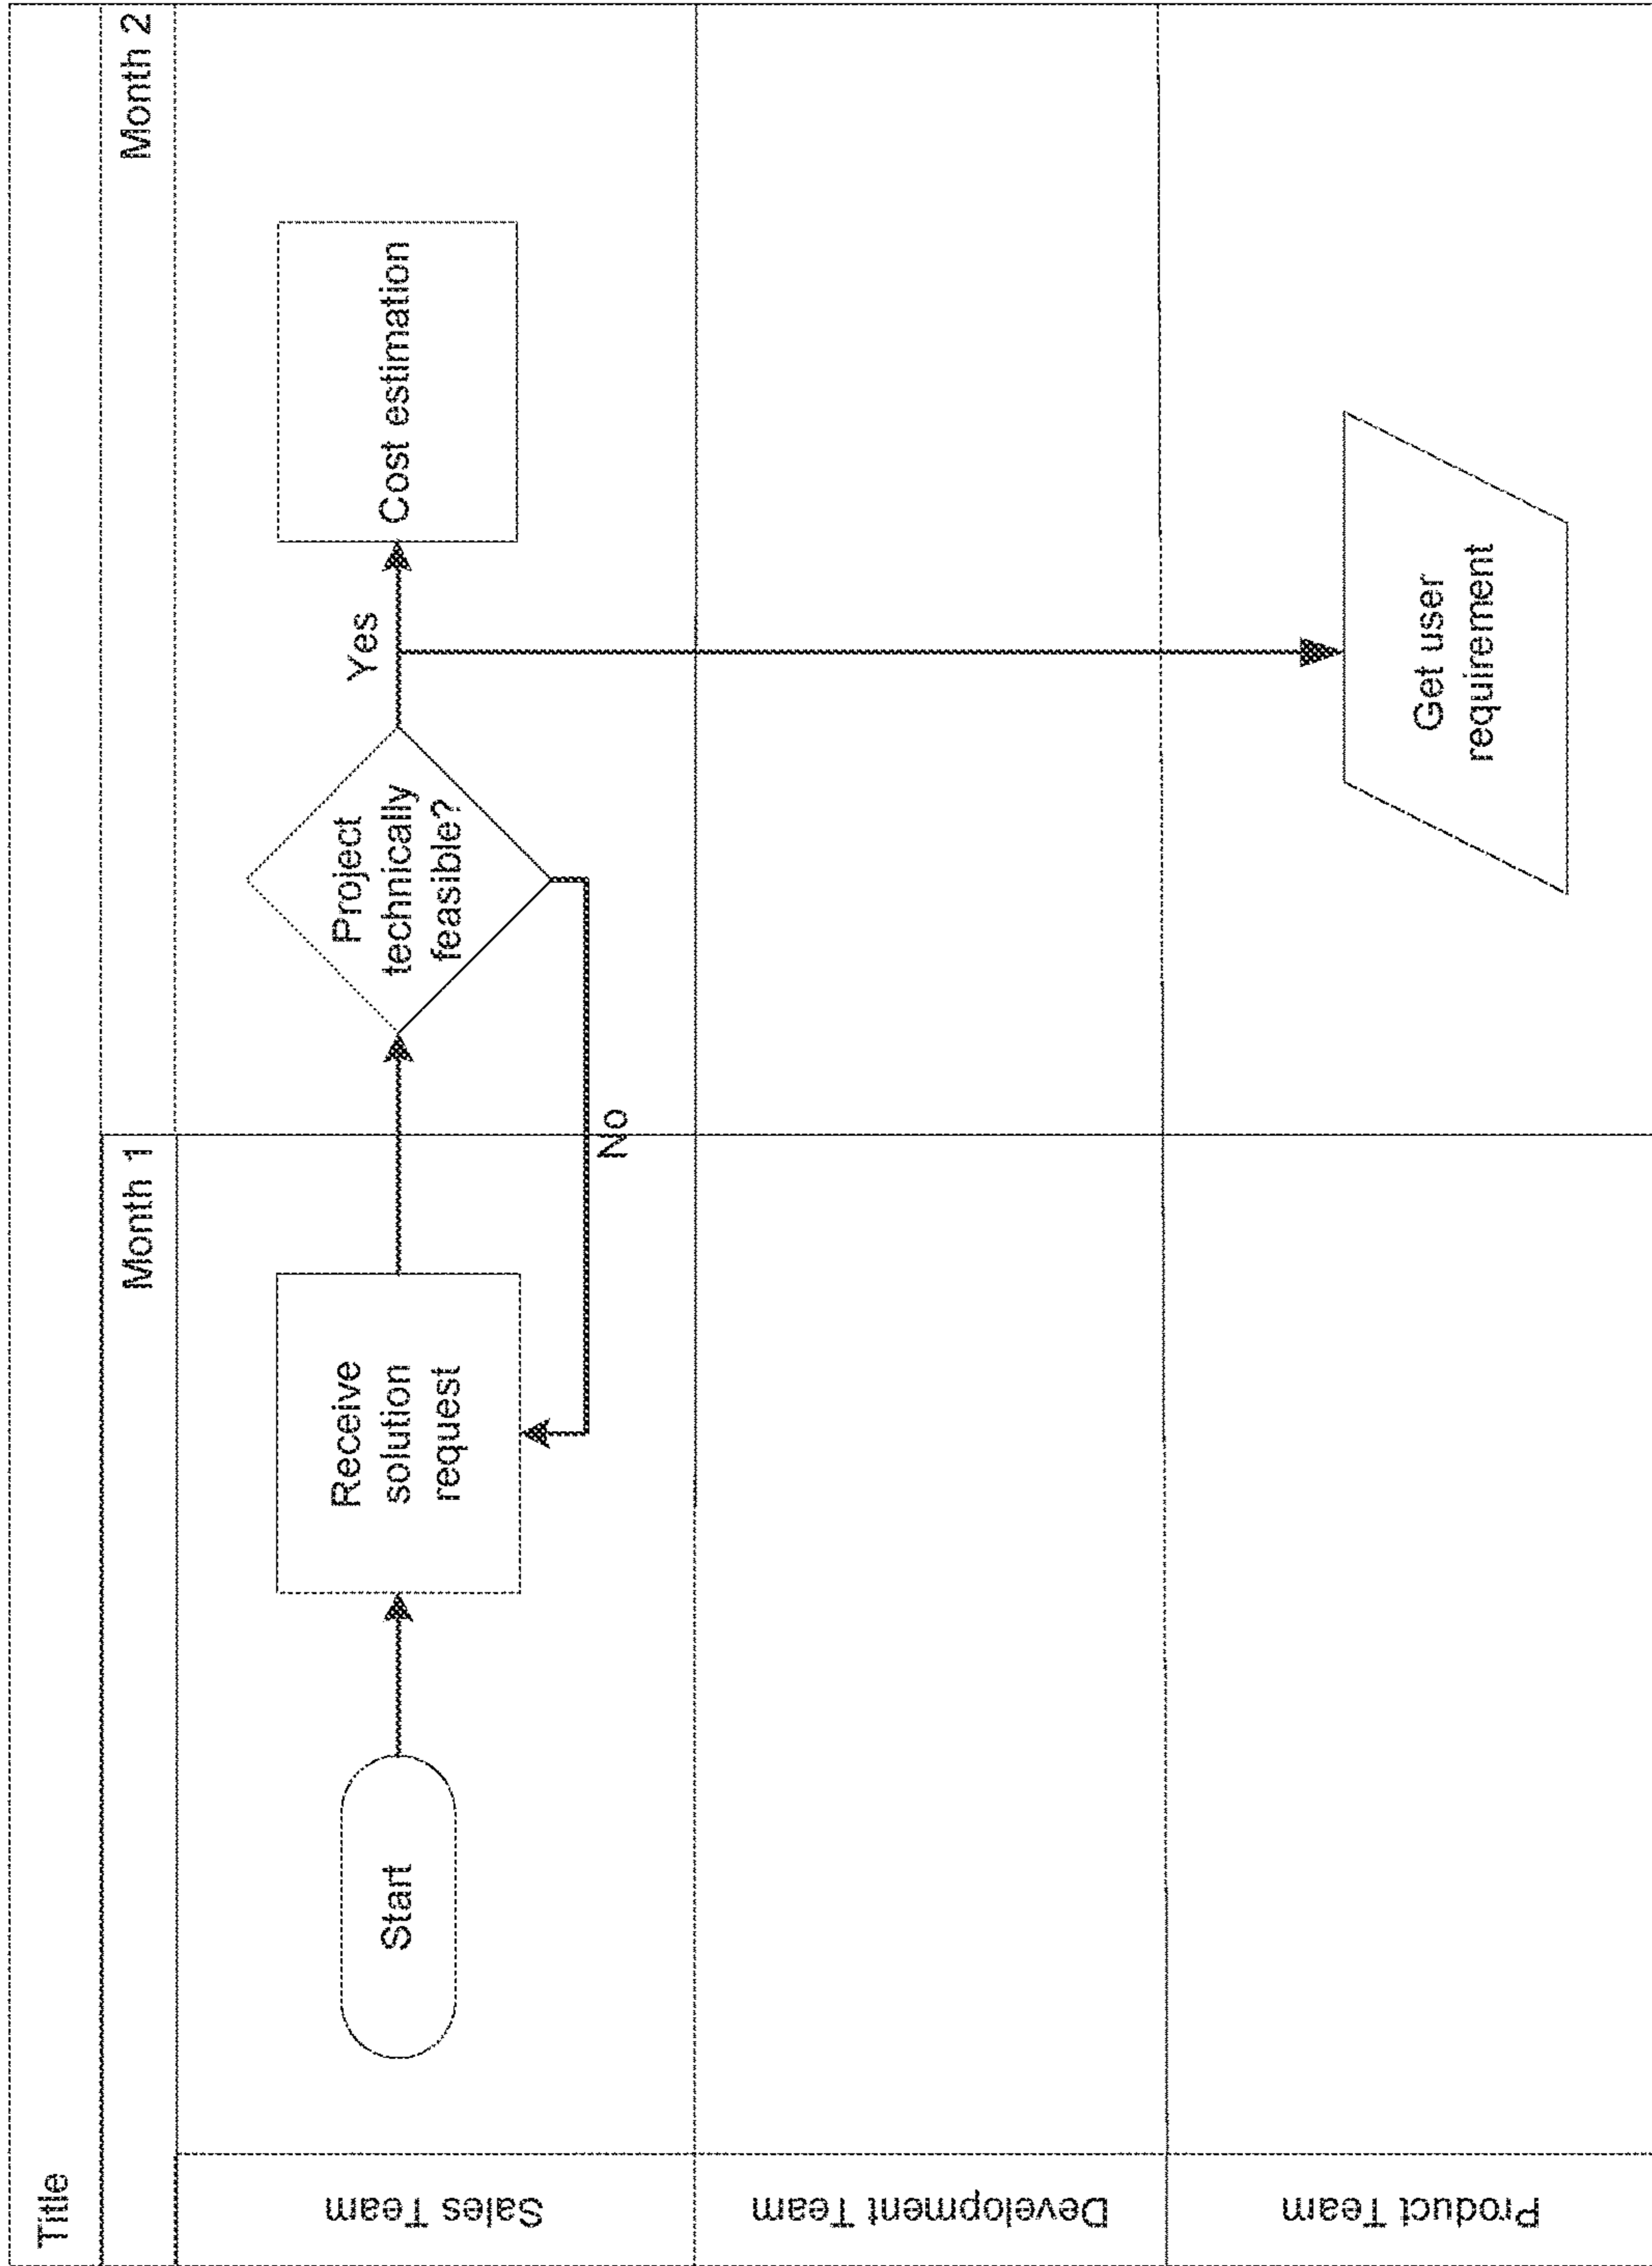 Title
Month 1
Month 2
Sales Team
Start
Receive
solution
request
Project
technically
feasible?
Yes
No
Cost estimation
Development Team
Product Team
Get user
requirement